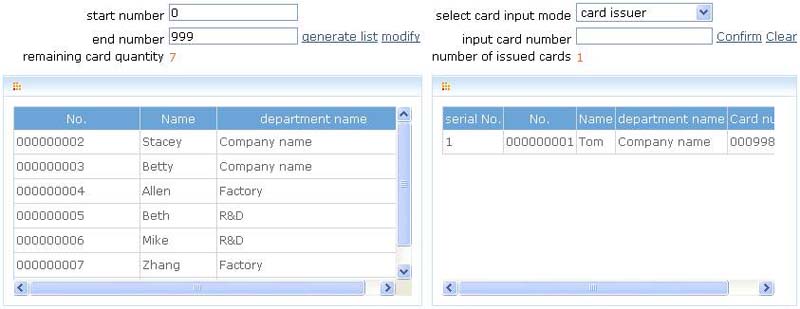 start number 0
end number 999 generate list modify
remaining card quantity 7
select card input mode card issuer
input card number Confirm Clear
number of issued cards 1
No. Name department name
000000002 Stacey Company name
000000003 Betty Company name
000000004 Allen Factory
000000005 Beth R&D
000000006 Mike R&D
000000007 Zhang Factory
serial No. No. Name department name Card nu
1 000000001 Tom Company name 000998